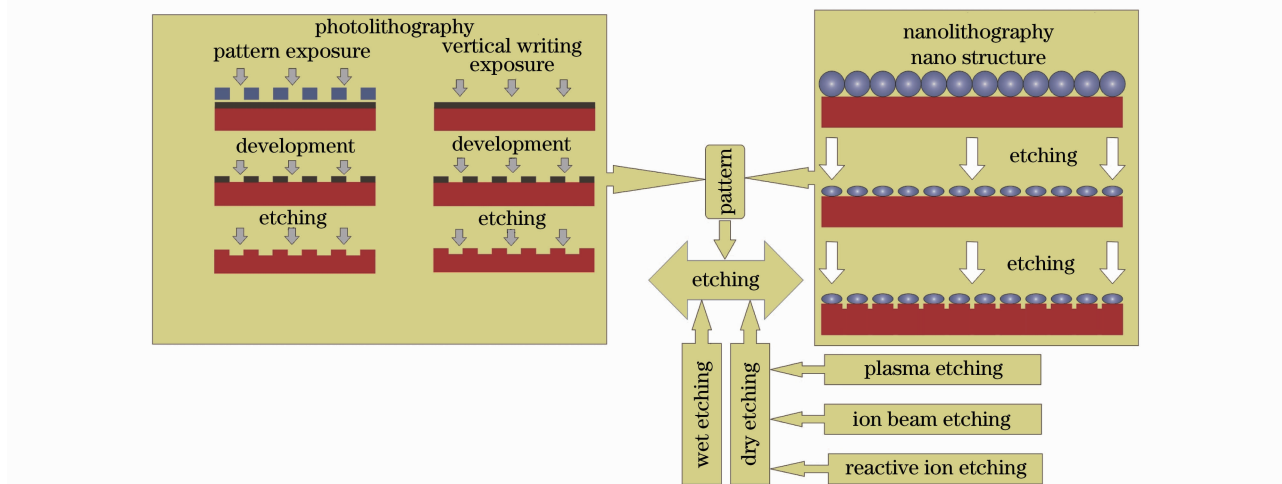 photolithography
pattern exposure
vertical writing
exposure
development
development
etching
etching
pattern
etching
wet etching
dry etching
nanolithography
nano structure
etching
etching
plasma etching
ion beam etching
reactive ion etching